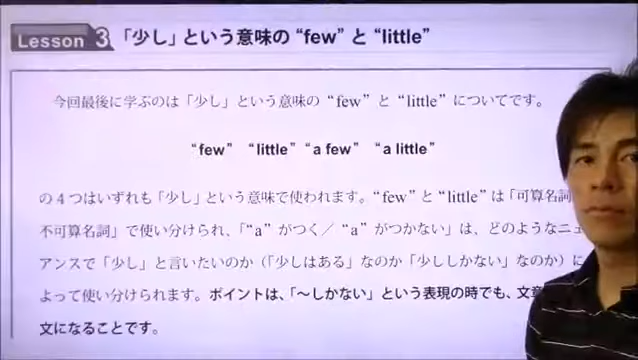 Lesson 3 「少し」という意味の “few” と “little”
今回最後に学ぶのは「少し」という意味の “few” と “little” についてです。
“few” “little” “a few” “a little”
の４つはいずれも「少し」という意味で使われます。“few” と “little” は「可算名詞
不可算名詞」で使い分けられ、「“a” がつく／ “a” がつかない」は、どのようなニュ
アンスで「少し」と言いたいのか（「少しはある」なのか「少ししかない」なのか）に
よって使い分けられます。ポイントは、「～しかない」という表現の時でも、文章
文になることです。